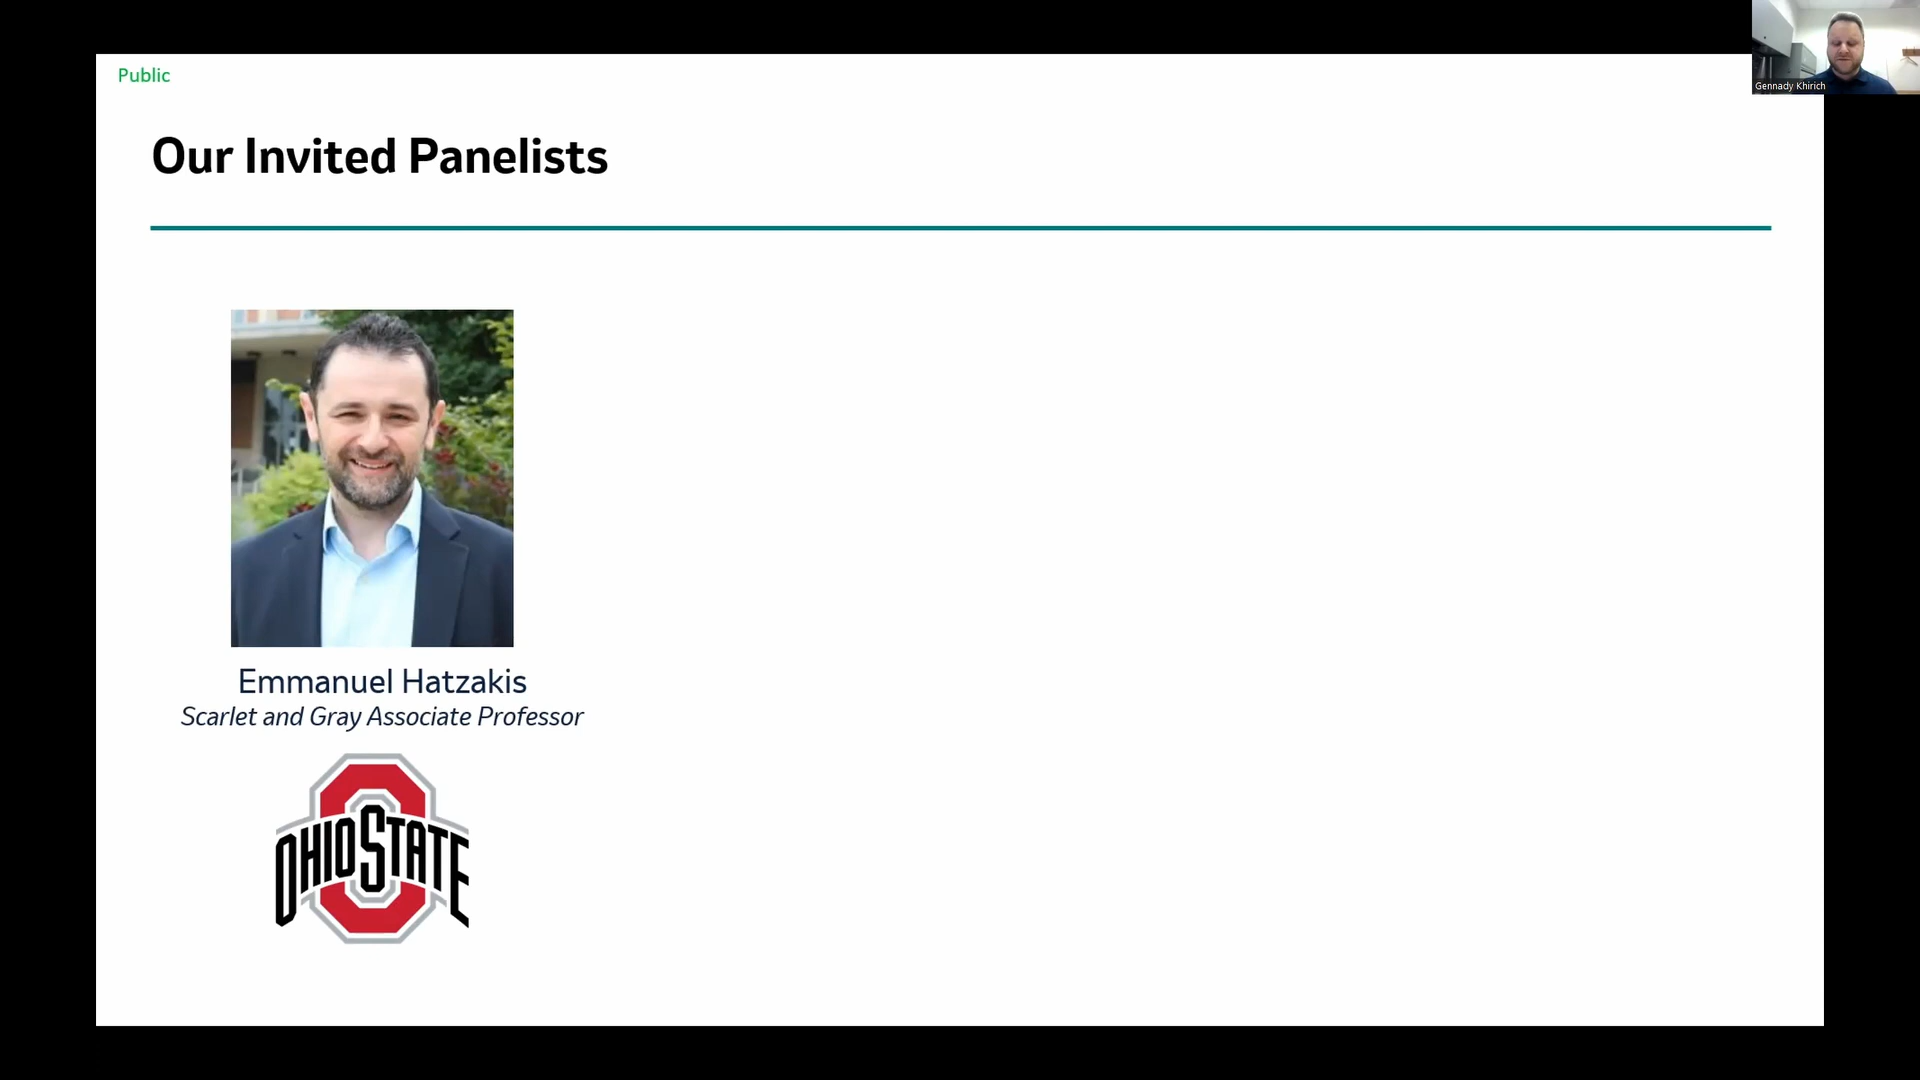 Public
Gennady Khirich
Our Invited Panelists
Emmanuel Hatzakis
Scarlet and Gray Associate Professor
OHIO STATE